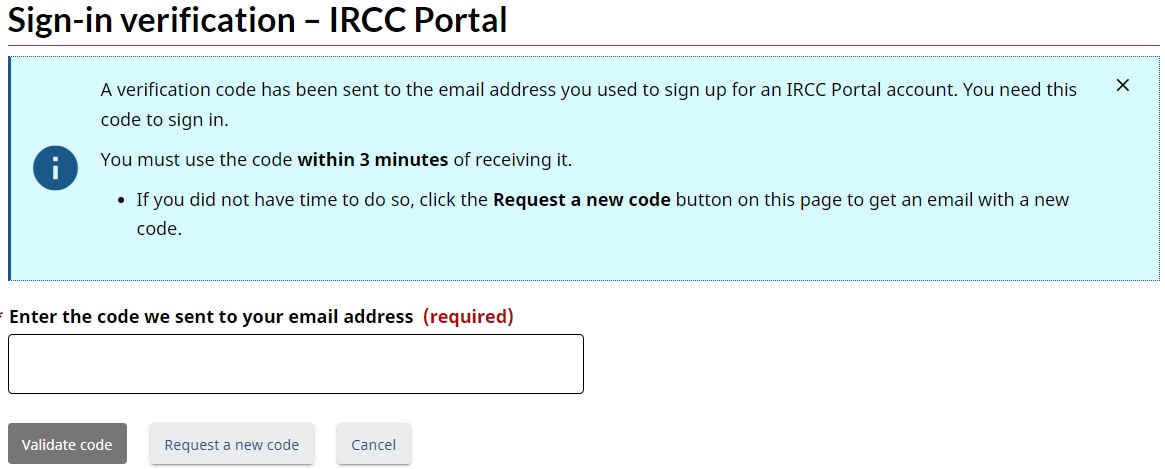 Sign-in verification – IRCC Portal
A verification code has been sent to the email address you used to sign up for an IRCC Portal account. You need this
code to sign in.
You must use the code within 3 minutes of receiving it.
• If you did not have time to do so, click the Request a new code button on this page to get an email with a new
code.
* Enter the code we sent to your email address (required)
Validate code Request a new code Cancel